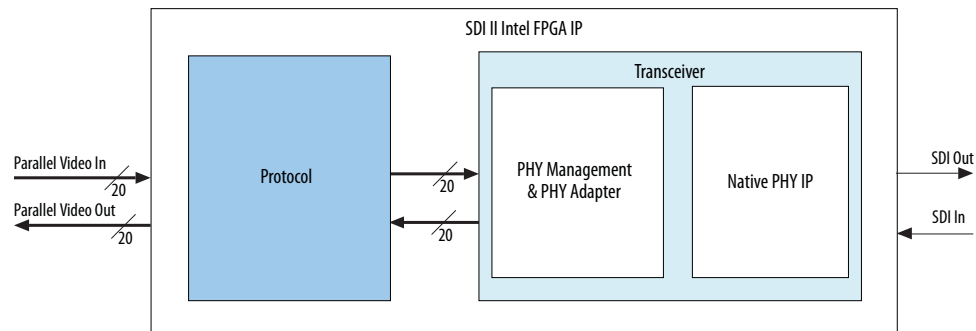 SDI II Intel FPGA IP
Transceiver
Protocol
PHY Management
& PHY Adapter
Native PHY IP
Parallel Video In
20
Parallel Video Out
20
20
20
SDI Out
SDI In